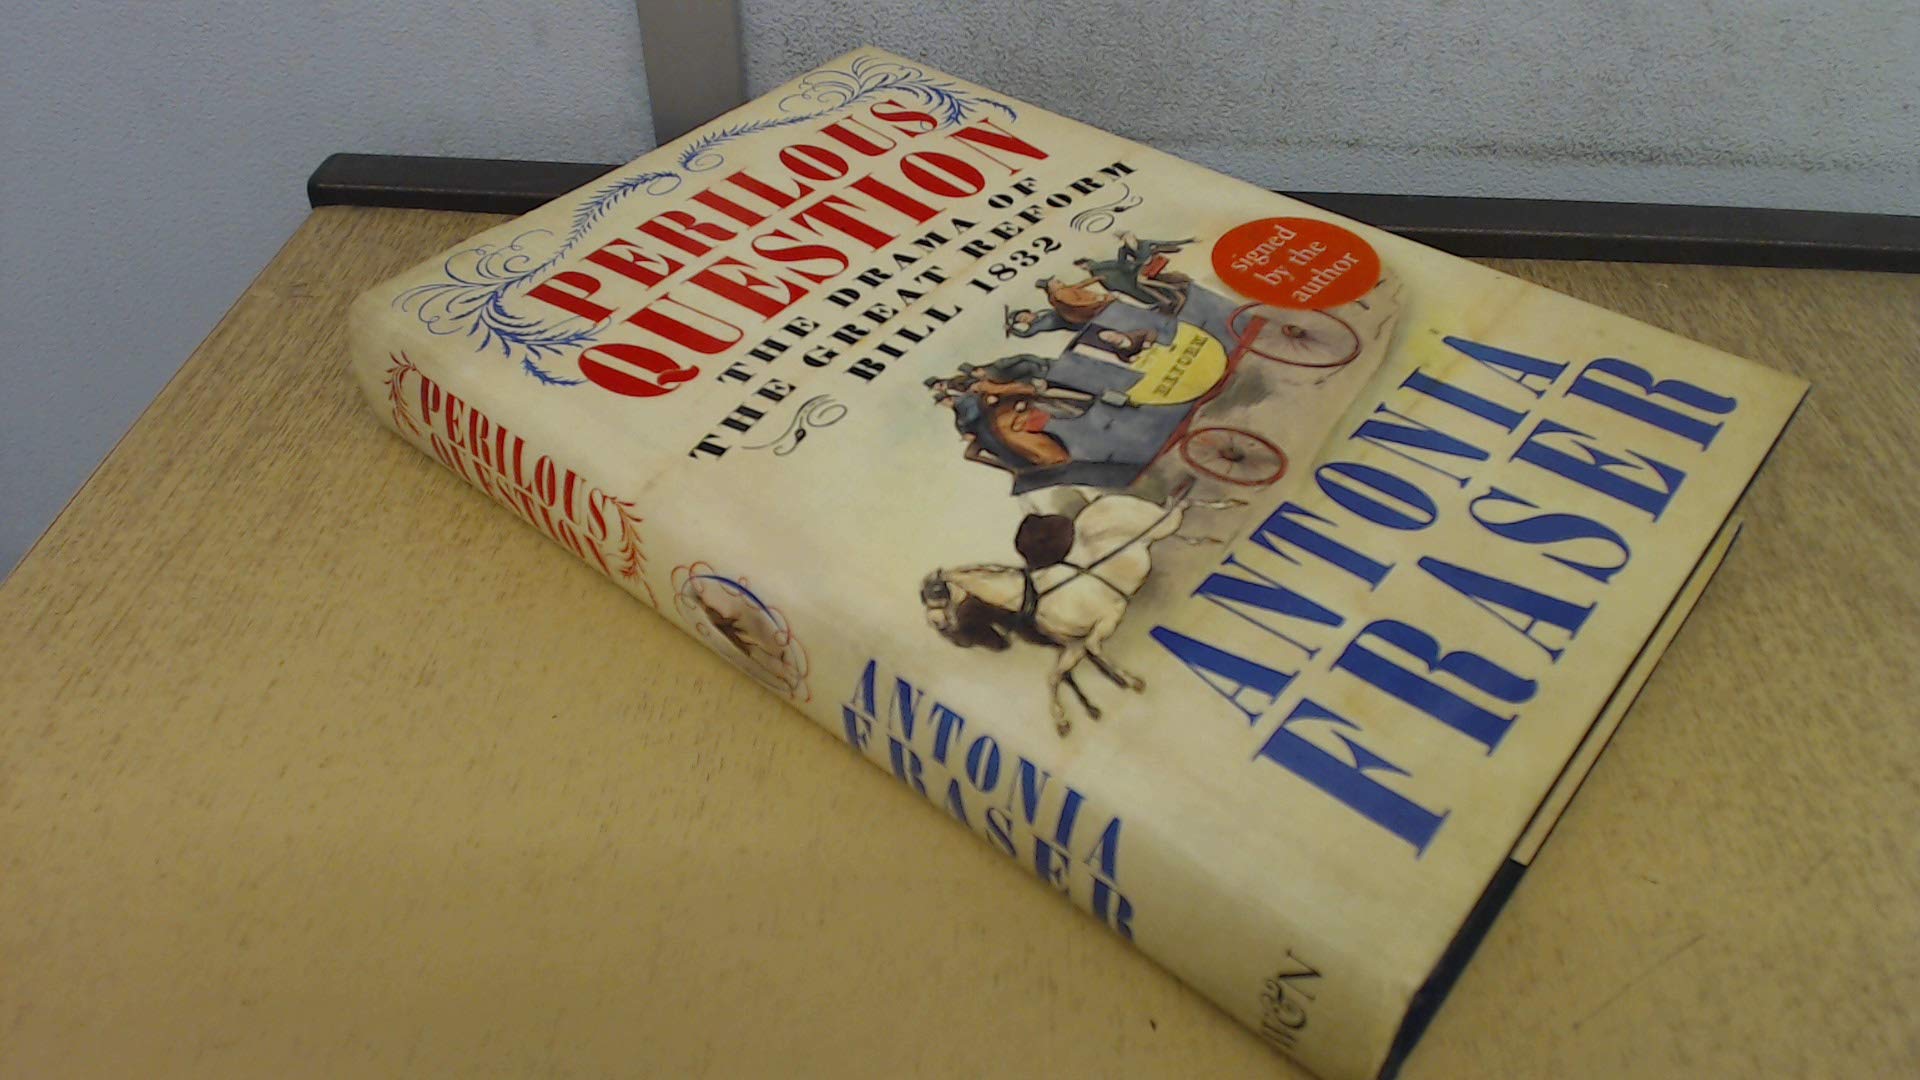 PERILOUS
QUESTION
THE DRAMA OF
THE GREAT REFORM
BILL 1832
signed
by the
author
REFORM
ANTONIA
FRASER
PERILOUS
QUESTION
ANTONIA
FRASER
W&N